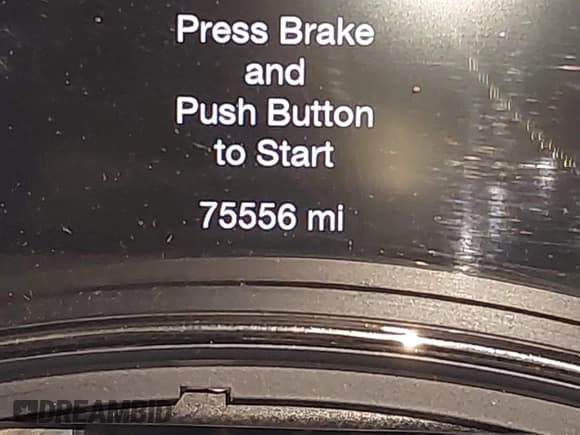 Press Brake
and
Push Button
to Start
75556 mi
DREAMBID